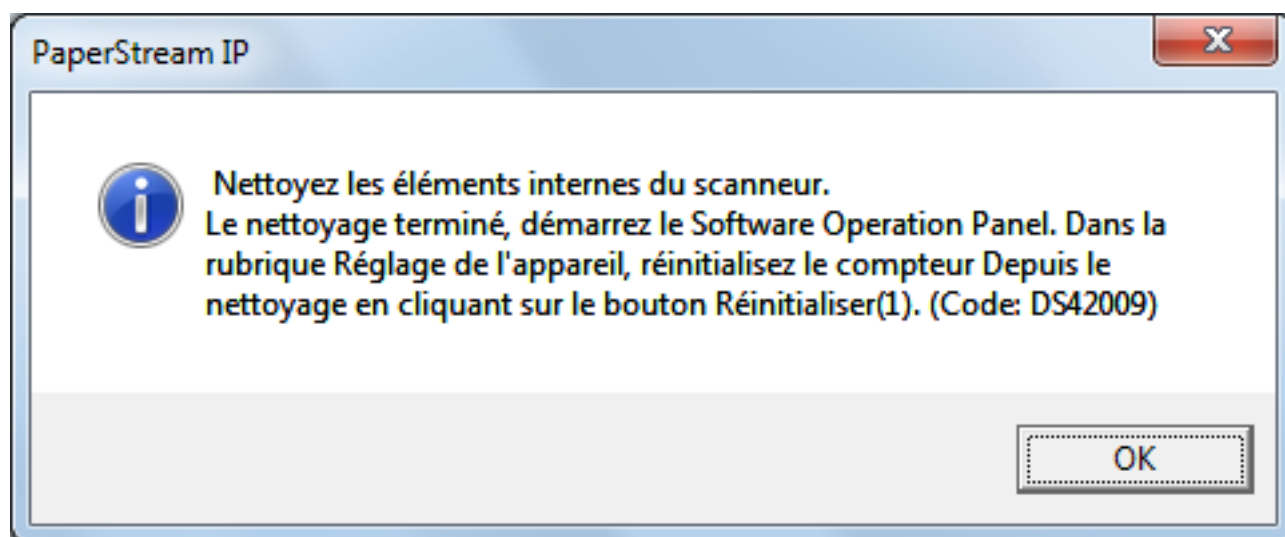 PaperStream IP
Nettoyez les éléments internes du scanneur.
Le nettoyage terminé, démarrez le Software Operation Panel. Dans la
rubrique Réglage de l'appareil, réinitialisez le compteur Depuis le
nettoyage en cliquant sur le bouton Réinitialiser(1). (Code: DS42009)
OK